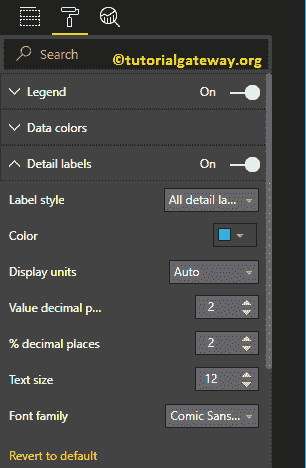 Search
©tutorialgateway.org
Legend On
Data colors
Detail labels On
Label style All detail la...
Color
Display units Auto
Value decimal p... 2
% decimal places 2
Text size 12
Font family Comic Sans...
Revert to default